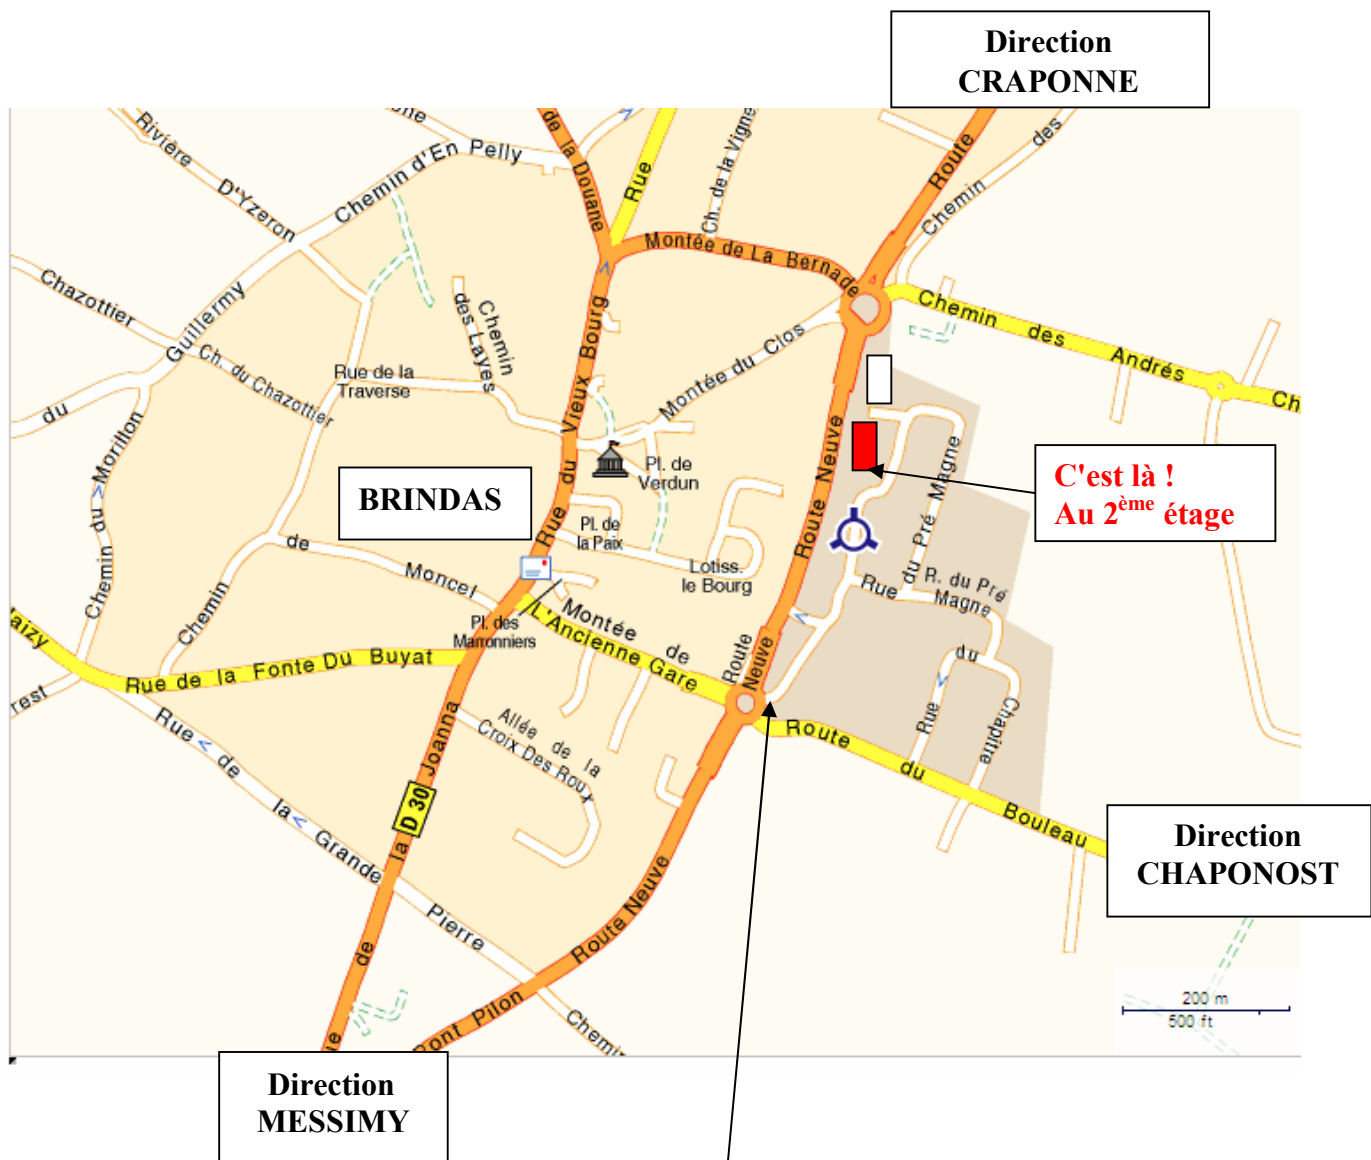 Direction
CRAPONNE
Rivière
D'Yzeron
Chemin d'En Pelly
de la Douane
Rue
Ch. de la Vigne
Route
Chemin
des
Montée de La Bernade
Chazottier
Guillermy
du
Ch. du Chazottier
Rue de la
Traverse
Chemin
des Layes
Rue du Vieux Bourg
Montée du Clos
Chemin des Andrés
Ch
Route Neuve
Pl. de
Verdun
BRINDAS
C'est là !
Au 2ème étage
Chemin du Morillon
Pl. de
la Paix
Lotiss.
le Bourg
Rue du Pré Magne
R. du Pré
Magne
Chemin
de
Moncel
Pl. des
Marronniers
Montée de
L'Ancienne Gare
Route
Neuve
aizy
rest
Rue de la Fonte Du Buyat
Rue
du
Chapitre
Allée de la
Croix Des Roux
Route du Bouleau
Rue de la Grande Pierre
de la Joanna
D 30
Route Neuve
Direction
CHAPONOST
200 m
500 ft
ue
ont Pilon
Chemin
Direction
MESSIMY